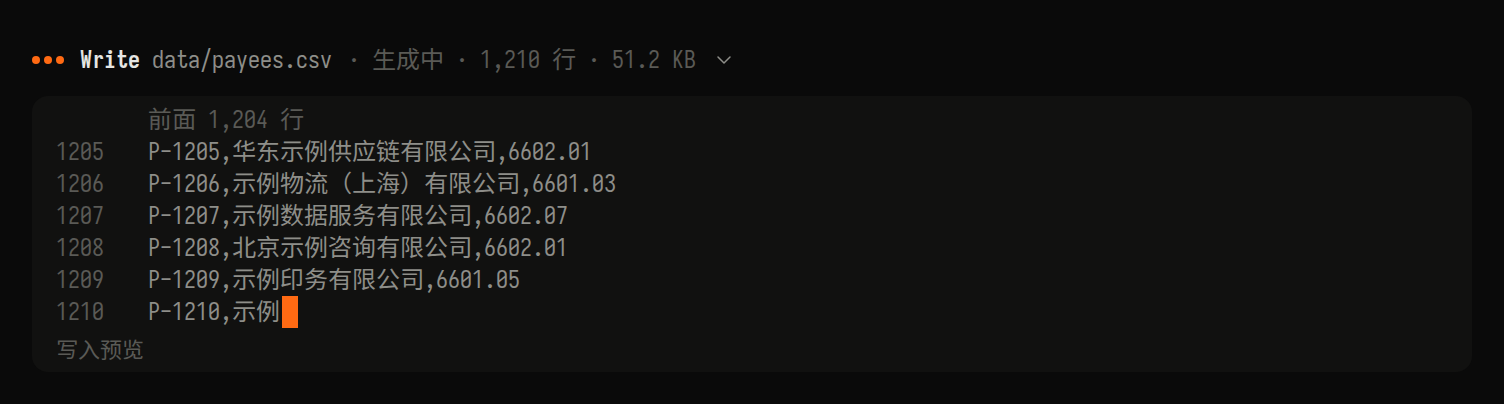 Write data/payees.csv · 生成中 · 1,210 行 · 51.2 KB
前面 1,204 行
1205 P-1205,华东示例供应链有限公司,6602.01
1206 P-1206,示例物流（上海）有限公司,6601.03
1207 P-1207,示例数据服务有限公司,6602.07
1208 P-1208,北京示例咨询有限公司,6602.01
1209 P-1209,示例印务有限公司,6601.05
1210 P-1210,示例
写入预览